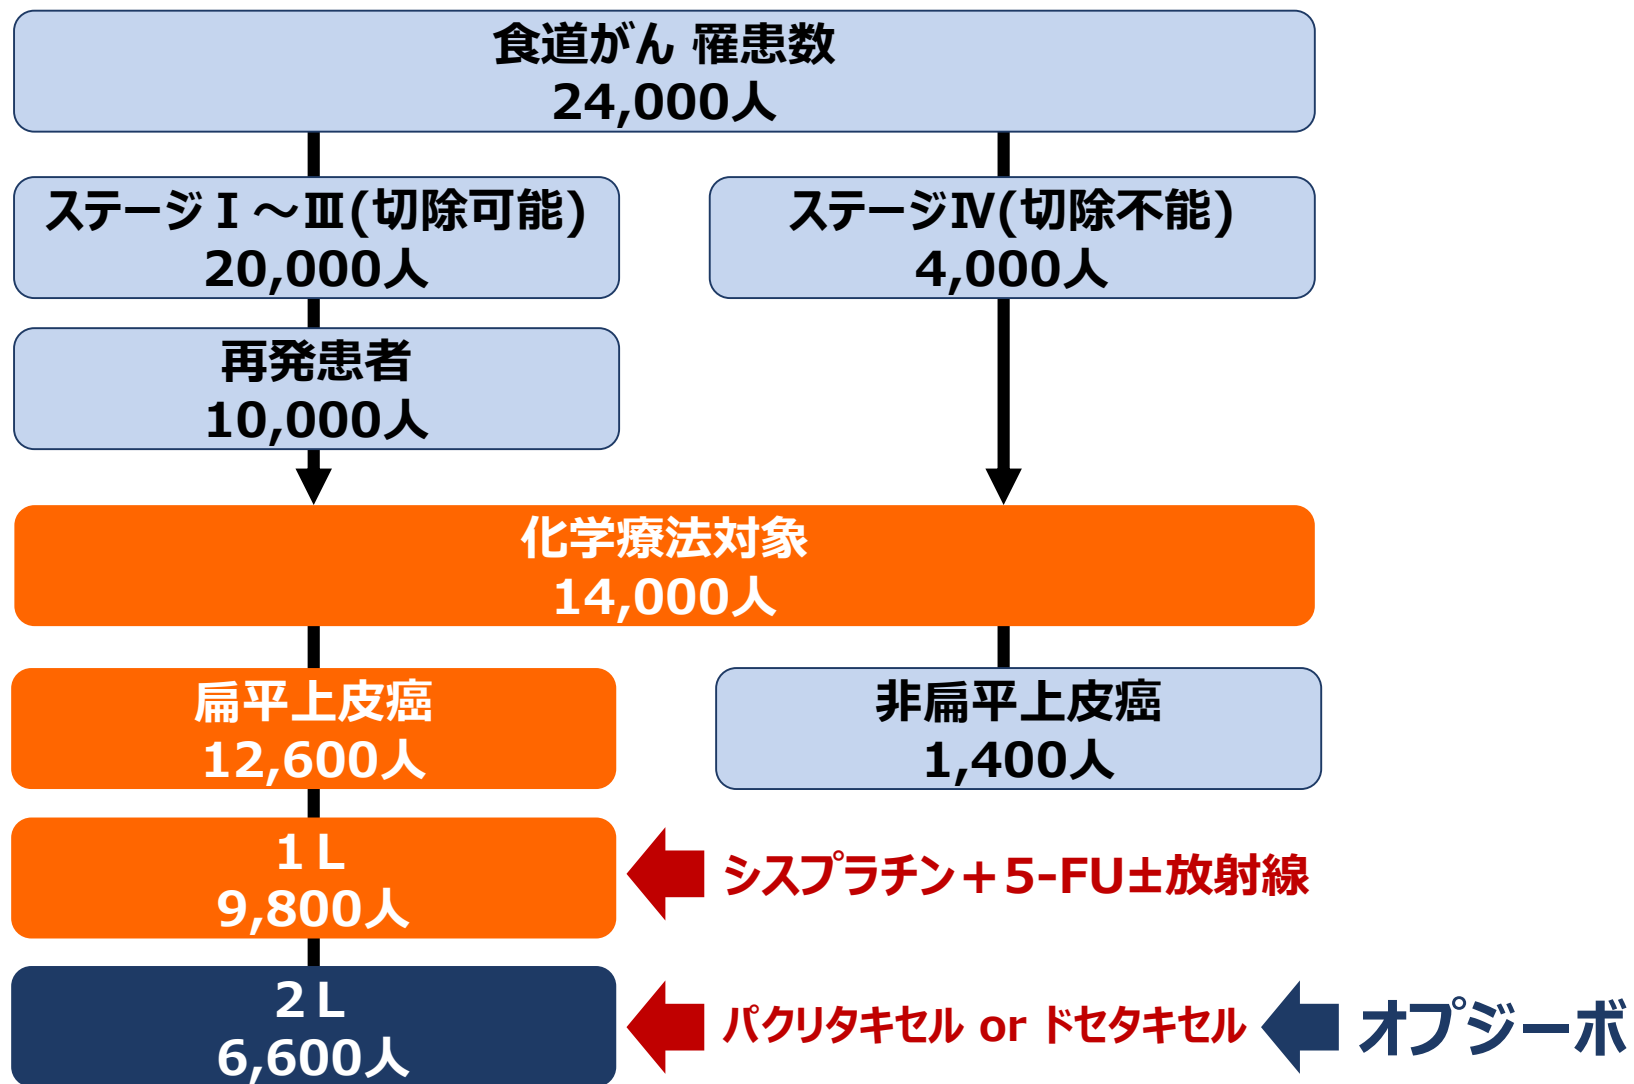 食道がん 罹患数
24,000人
ステージⅠ～Ⅲ(切除可能)
20,000人
ステージⅣ(切除不能)
4,000人
再発患者
10,000人
化学療法対象
14,000人
扁平上皮癌
12,600人
非扁平上皮癌
1,400人
１Ｌ
9,800人
シスプラチン＋5-FU±放射線
２Ｌ
6,600人
パクリタキセル or ドセタキセル
オプジーボ